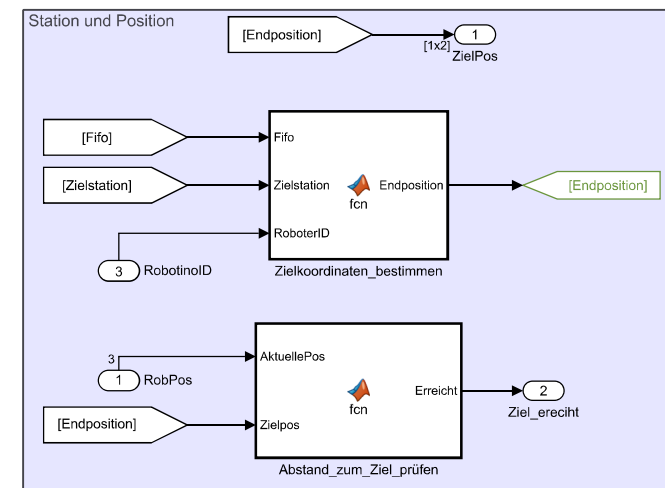 Station und Position
[Endposition]
[1x2]
1
ZielPos
[Fifo]
Fifo
[Zielstation]
Zielstation
Endposition
fcn
[Endposition]
RoboterID
3
RobotinoID
Zielkoordinaten_bestimmen
3
AktuellePos
1
RobPos
fcn
Erreicht
2
Ziel_ereciht
[Endposition]
Zielpos
Abstand_zum_Ziel_prüfen